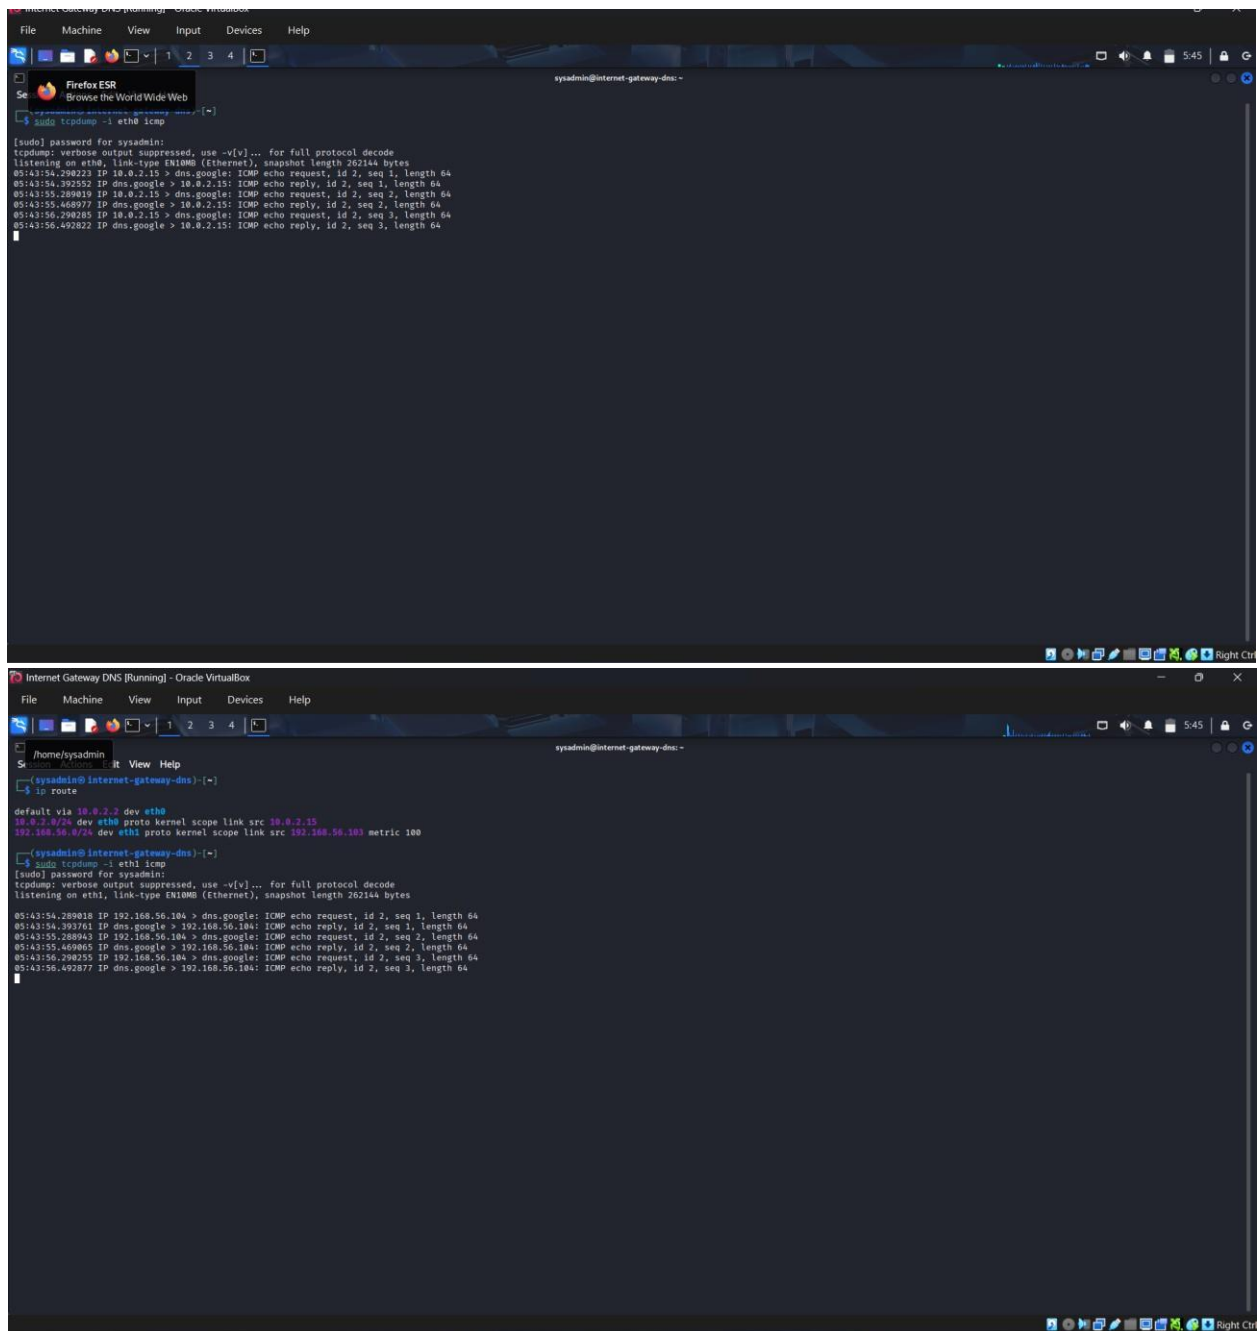 Internet Gateway DNS [Running] - Oracle VirtualBox
File Machine View Input Devices Help
1 2 3 4 5:45
sysadmin@internet-gateway-dns: ~
Firefox ESR
Se
Browse the World Wide Web
(sysadmin@internet-gateway-dns)-[~]
$ sudo tcpdump -i eth0 icmp
[sudo] password for sysadmin:
tcpdump: verbose output suppressed, use -v[v]... for full protocol decode
listening on eth0, link-type EN10MB (Ethernet), snapshot length 262144 bytes
05:43:54.290223 IP 10.0.2.15 > dns.google: ICMP echo request, id 2, seq 1, length 64
05:43:54.392552 IP dns.google > 10.0.2.15: ICMP echo reply, id 2, seq 1, length 64
05:43:55.289019 IP 10.0.2.15 > dns.google: ICMP echo request, id 2, seq 2, length 64
05:43:55.468977 IP dns.google > 10.0.2.15: ICMP echo reply, id 2, seq 2, length 64
05:43:56.290285 IP 10.0.2.15 > dns.google: ICMP echo request, id 2, seq 3, length 64
05:43:56.492822 IP dns.google > 10.0.2.15: ICMP echo reply, id 2, seq 3, length 64
Right Ctrl
Internet Gateway DNS [Running] - Oracle VirtualBox
File Machine View Input Devices Help
1 2 3 4 5:45
sysadmin@internet-gateway-dns: ~
/home/sysadmin
Session Actions Edit View Help
(sysadmin@internet-gateway-dns)-[~]
$ ip route
default via 10.0.2.2 dev eth0
10.0.2.0/24 dev eth0 proto kernel scope link src 10.0.2.15
192.168.56.0/24 dev eth1 proto kernel scope link src 192.168.56.103 metric 100
(sysadmin@internet-gateway-dns)-[~]
$ sudo tcpdump -i eth1 icmp
[sudo] password for sysadmin:
tcpdump: verbose output suppressed, use -v[v]... for full protocol decode
listening on eth1, link-type EN10MB (Ethernet), snapshot length 262144 bytes
05:43:54.289018 IP 192.168.56.104 > dns.google: ICMP echo request, id 2, seq 1, length 64
05:43:54.393761 IP dns.google > 192.168.56.104: ICMP echo reply, id 2, seq 1, length 64
05:43:55.288943 IP 192.168.56.104 > dns.google: ICMP echo request, id 2, seq 2, length 64
05:43:55.469065 IP dns.google > 192.168.56.104: ICMP echo reply, id 2, seq 2, length 64
05:43:56.290255 IP 192.168.56.104 > dns.google: ICMP echo request, id 2, seq 3, length 64
05:43:56.492877 IP dns.google > 192.168.56.104: ICMP echo reply, id 2, seq 3, length 64
Right Ctrl